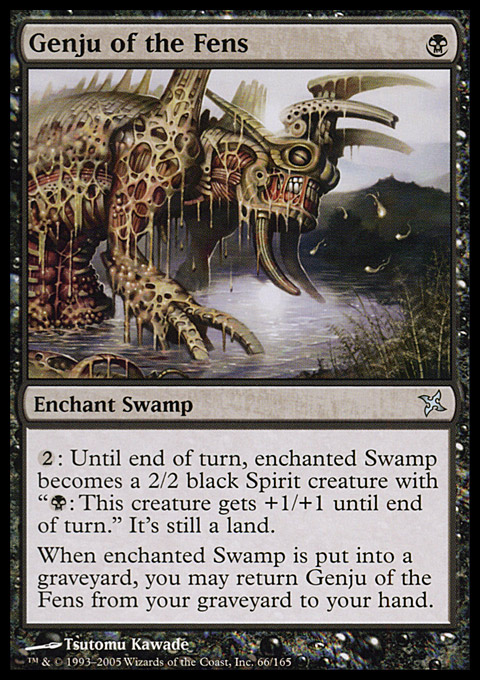 Genju of the Fens
Enchant Swamp
2: Until end of turn, enchanted Swamp
becomes a 2/2 black Spirit creature with
“: This creature gets +1/+1 until end
of turn.” It's still a land.
When enchanted Swamp is put into a
graveyard, you may return Genju of the
Fens from your graveyard to your hand.
Tsutomu Kawade
™ & © 1993–2005 Wizards of the Coast, Inc. 66/165